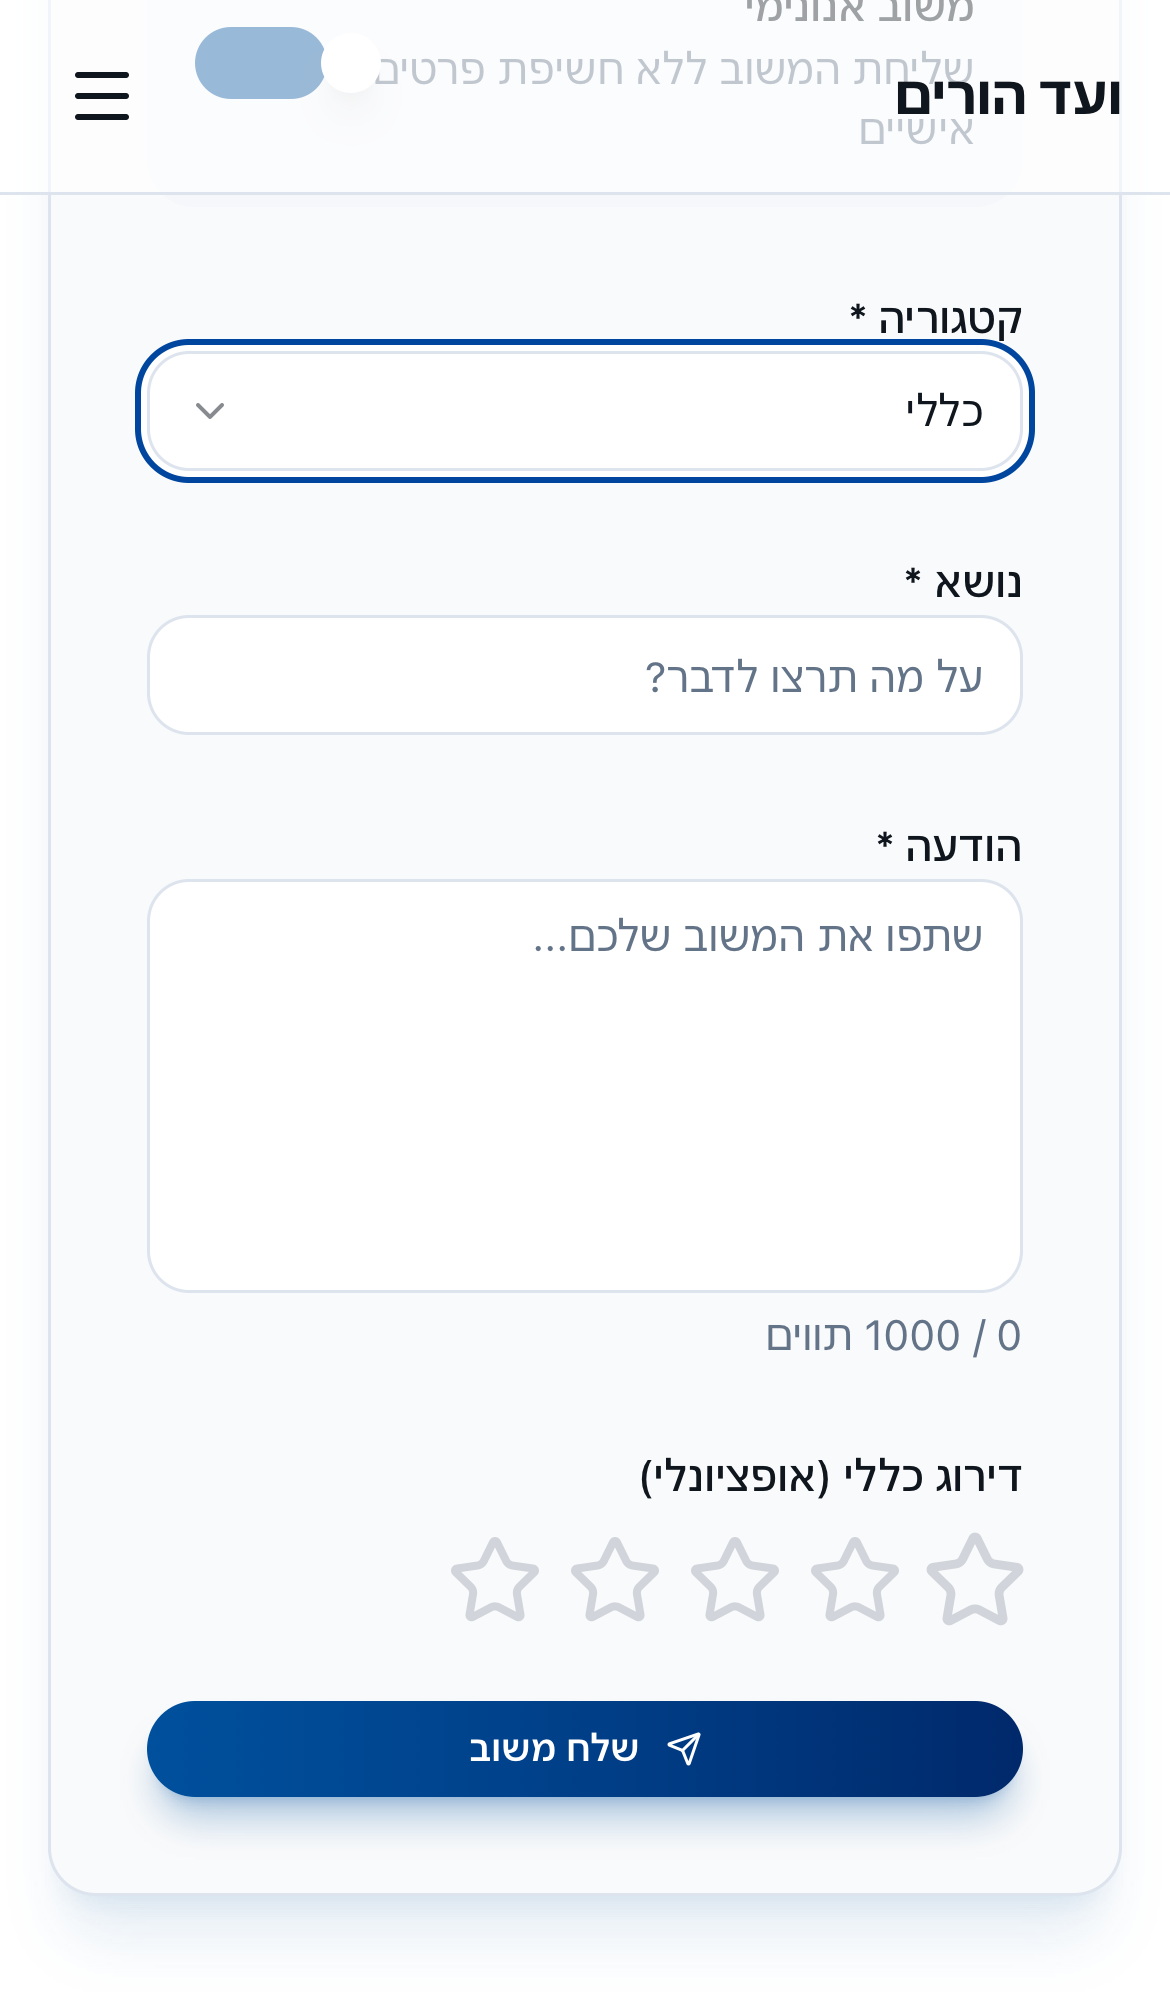 משוב אנונימי
שליחת המשוב ללא חשיפת פרטים
אישיים
ועד הורים
קטגוריה *
כללי
נושא *
על מה תרצו לדבר?
הודעה *
שתפו את המשוב שלכם...
0 / 1000 תווים
דירוג כללי (אופציונלי)
שלח משוב